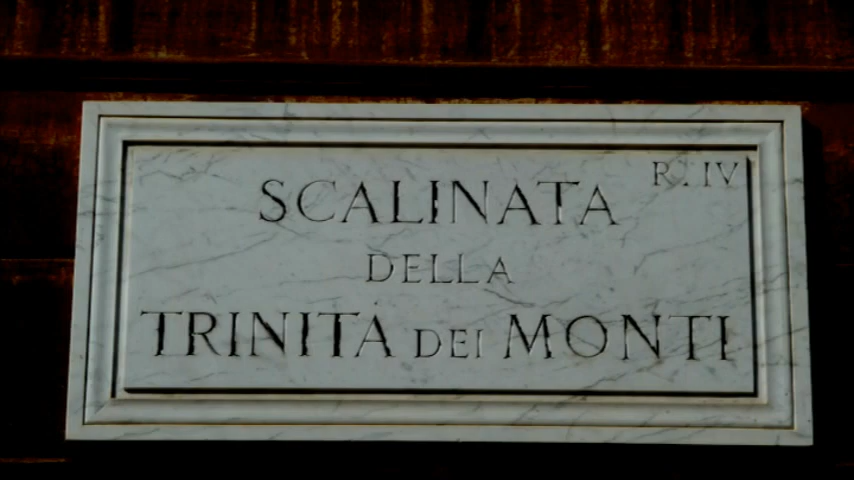 R. IV
SCALINATA
DELLA
TRINITÀ DEI MONTI